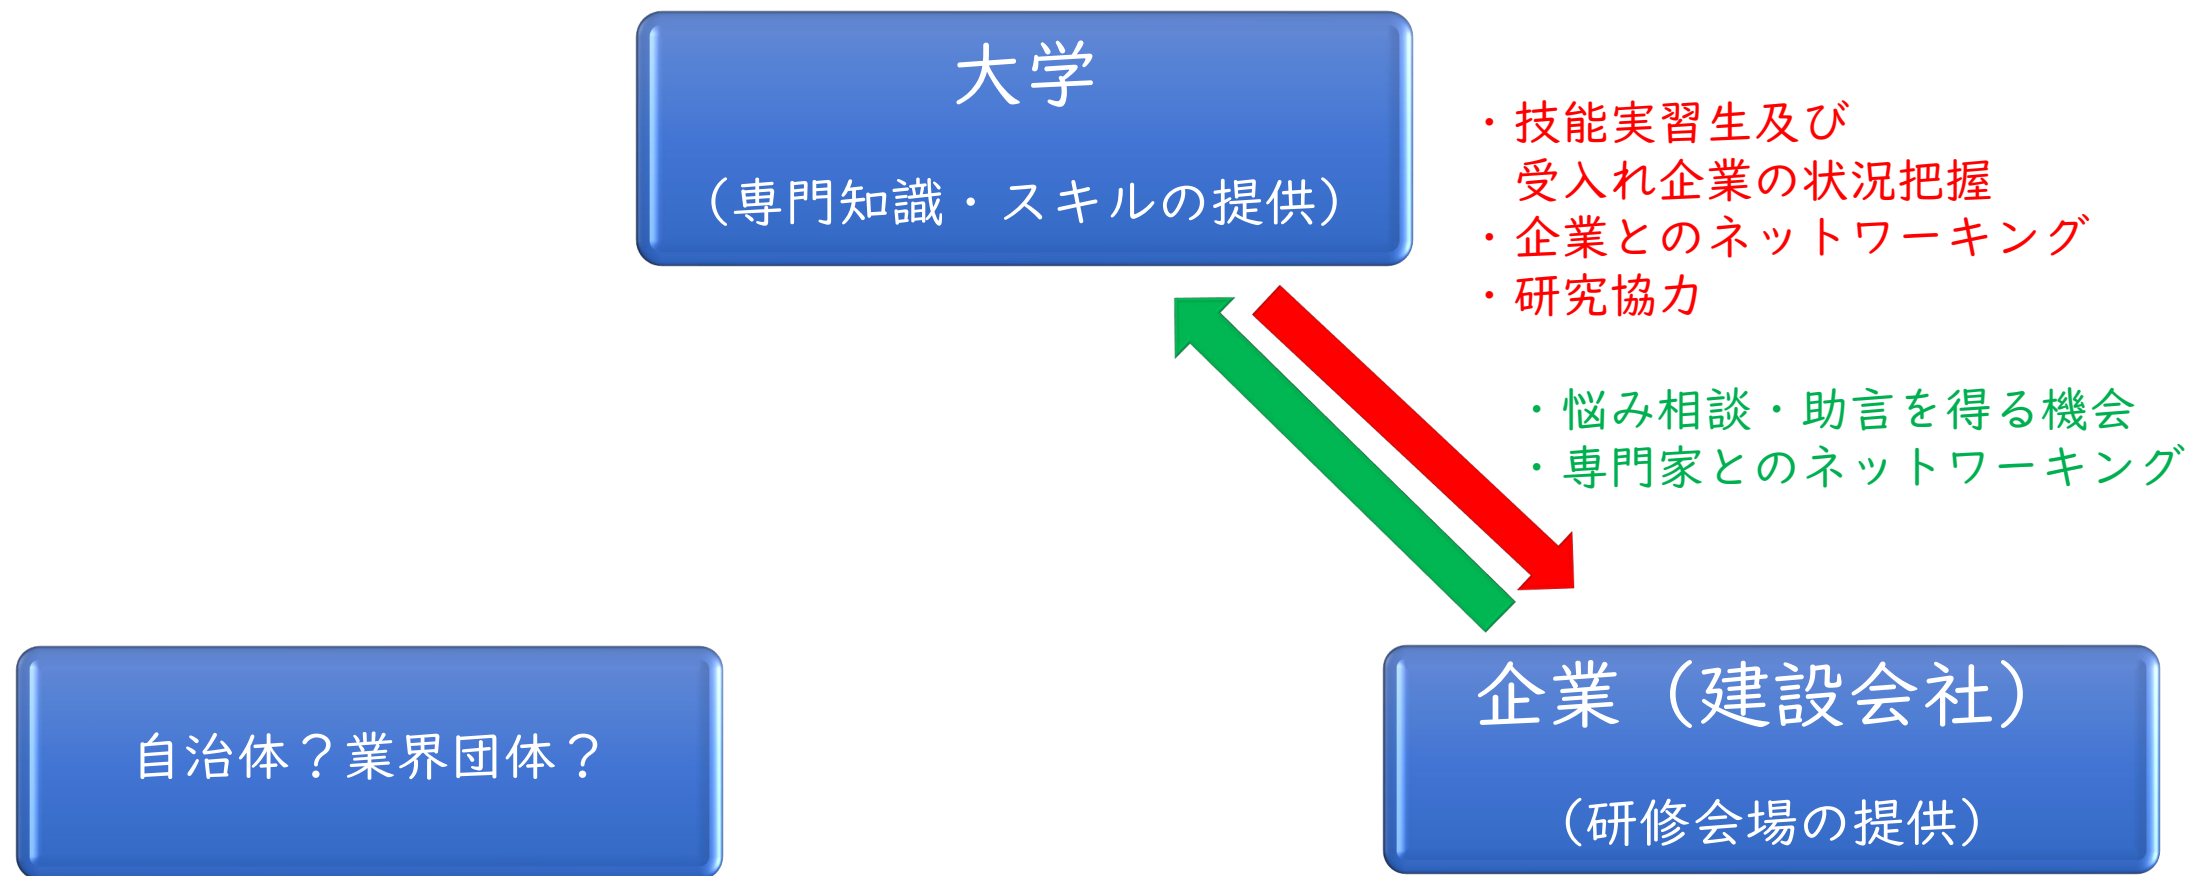 大学
（専門知識・スキルの提供）
・技能実習生及び
受入れ企業の状況把握
・企業とのネットワーキング
・研究協力
・悩み相談・助言を得る機会
・専門家とのネットワーキング
自治体？業界団体？
企業（建設会社）
（研修会場の提供）